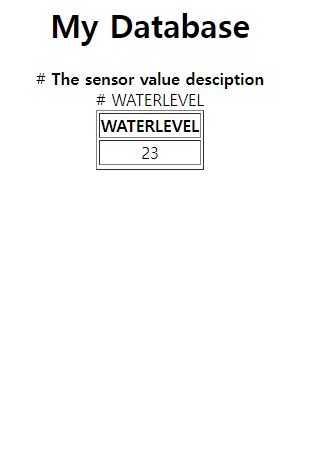 My Database
# The sensor value desciption
# WATERLEVEL
WATERLEVEL
23